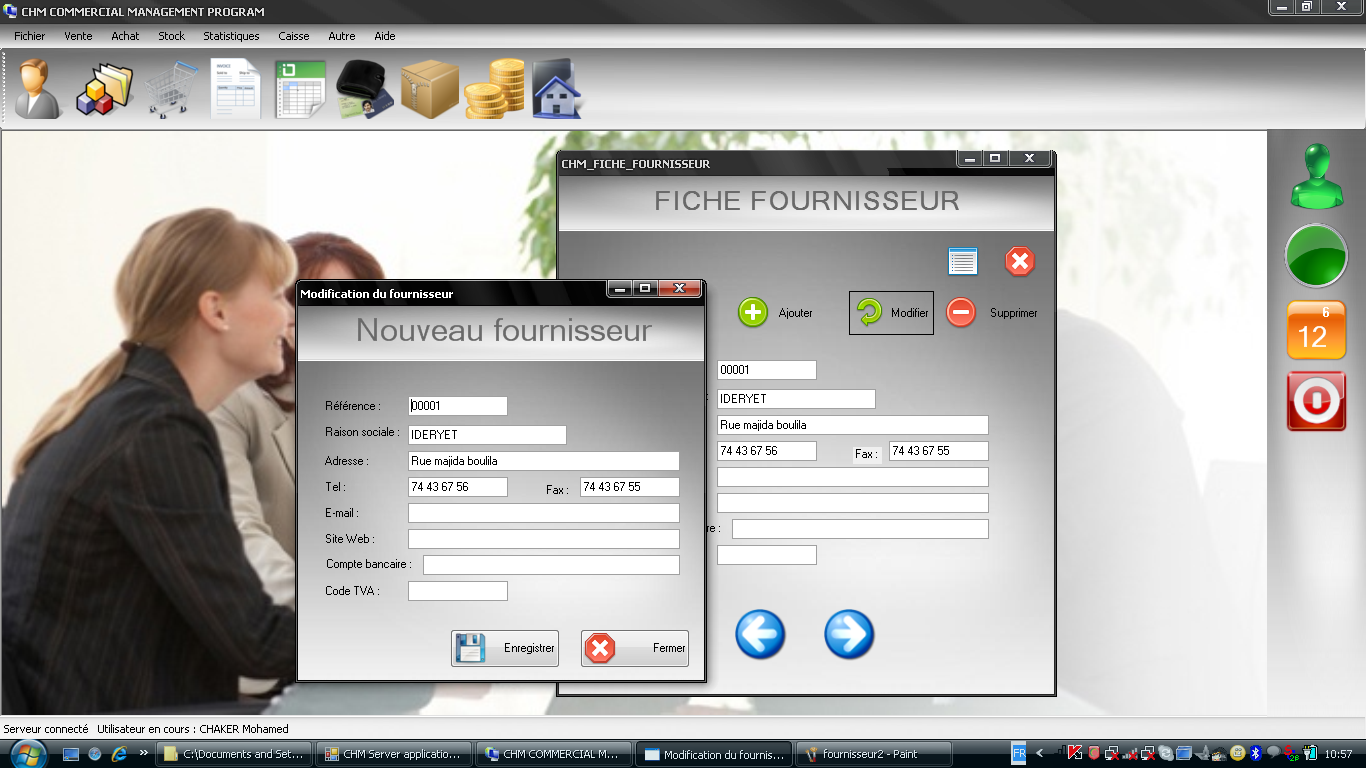 CHM COMMERCIAL MANAGEMENT PROGRAM
Fichier Vente Achat Stock Statistiques Caisse Autre Aide
INVOICE
CHM_FICHE_FOURNISSEUR
FICHE FOURNISSEUR
Ajouter Modifier Supprimer
00001
IDERYET
Rue majida boulila
74 43 67 56 Fax : 74 43 67 55
re :
Modification du fournisseur
Nouveau fournisseur
Référence : 00001
Raison sociale : IDERYET
Adresse : Rue majida boulila
Tel : 74 43 67 56 Fax : 74 43 67 55
E-mail :
Site Web :
Compte bancaire :
Code TVA :
Enregistrer Fermer
6
12
Serveur connecté Utilisateur en cours : CHAKER Mohamed
C:\Documents and Set... CHM Server applicatio... CHM COMMERCIAL M... Modification du fournis... fournisseur2 - Paint FR 10:57